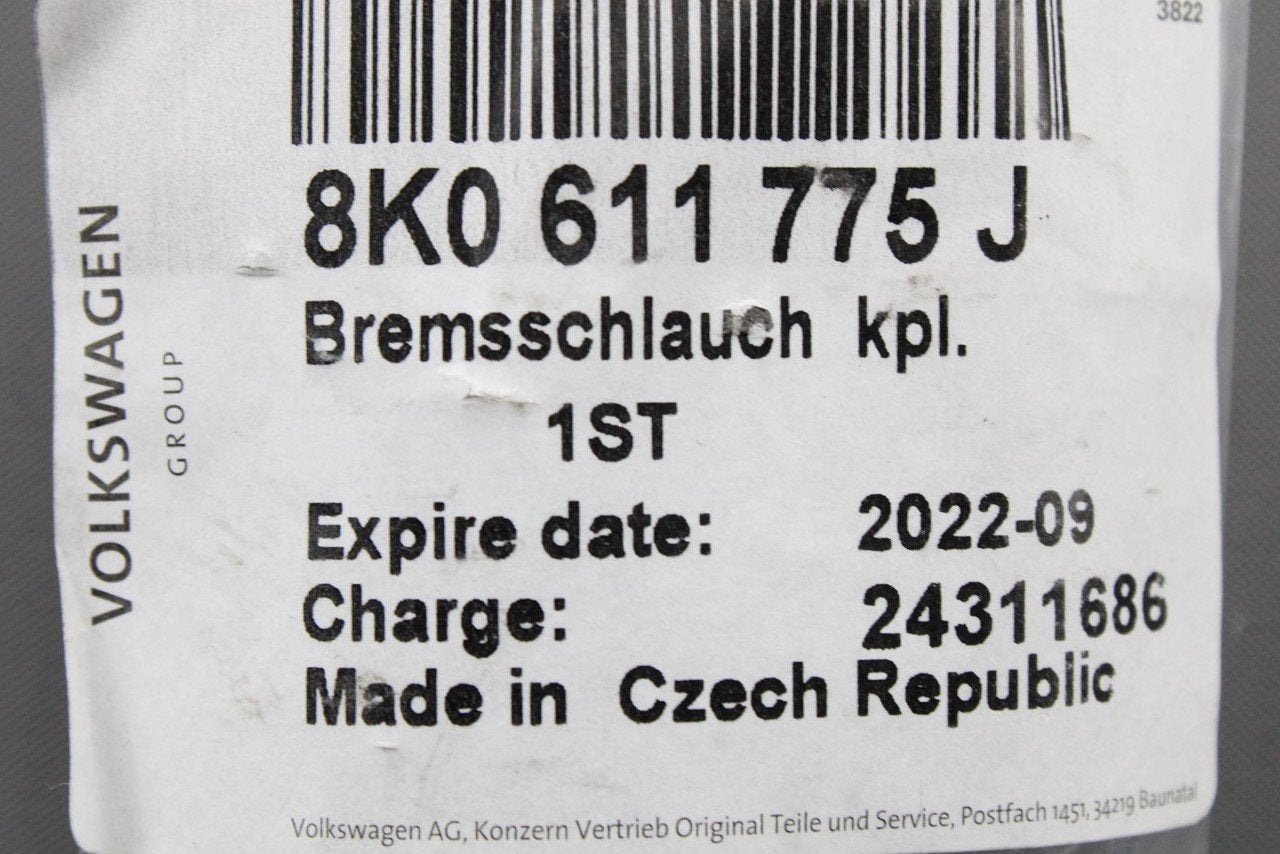 3822
8K0 611 775 J
Bremsschlauch kpl.
1ST
Expire date: 2022-09
Charge: 24311686
Made in Czech Republic
Volkswagen AG, Konzern Vertrieb Original Teile und Service, Postfach 1451, 34219 Baunatal
VOLKSWAGEN
GROUP